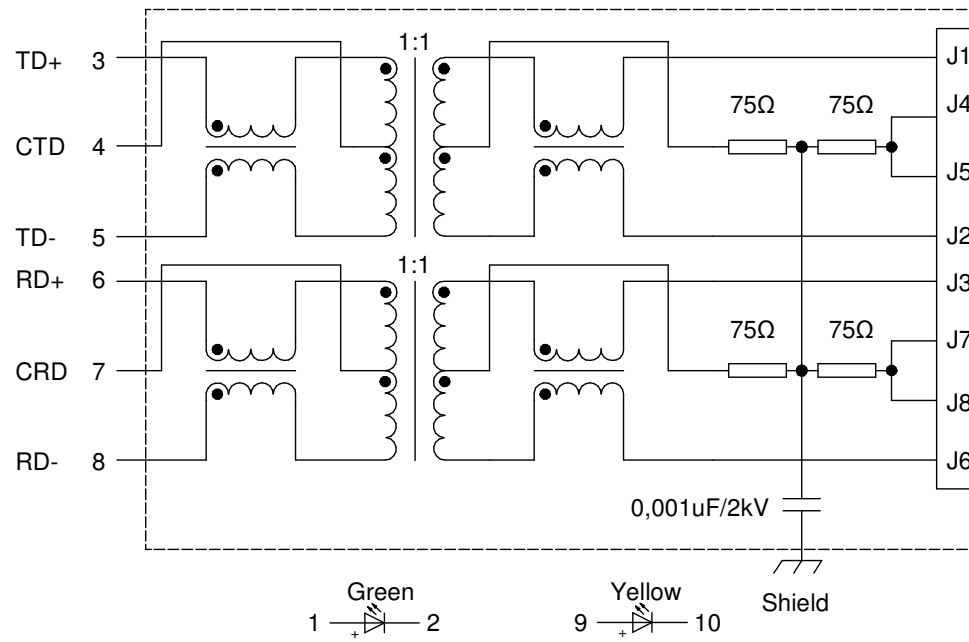 1:1
TD+ 3
J1
75Ω 75Ω
J4
CTD 4
J5
TD- 5
J2
1:1
RD+ 6
J3
75Ω 75Ω
J7
CRD 7
J8
RD- 8
J6
0,001uF/2kV
Shield
Green
1 + 2
Yellow
9 + 10